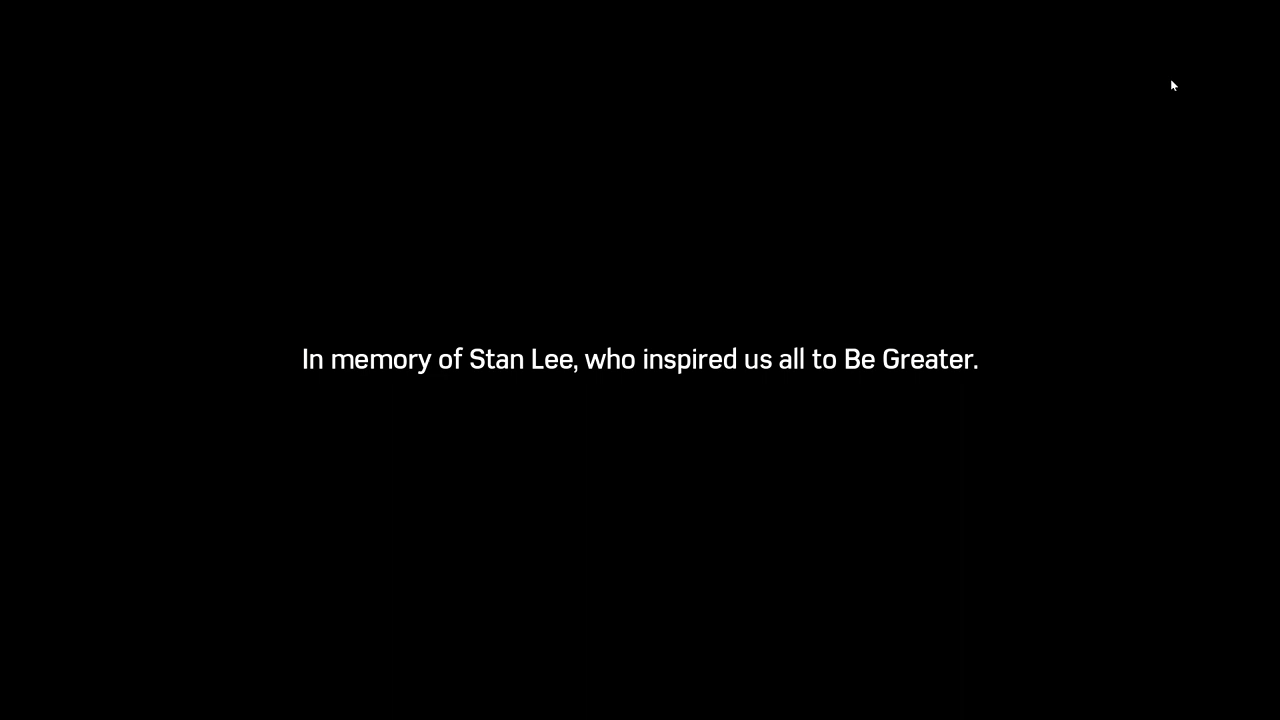 In memory of Stan Lee, who inspired us all to Be Greater.